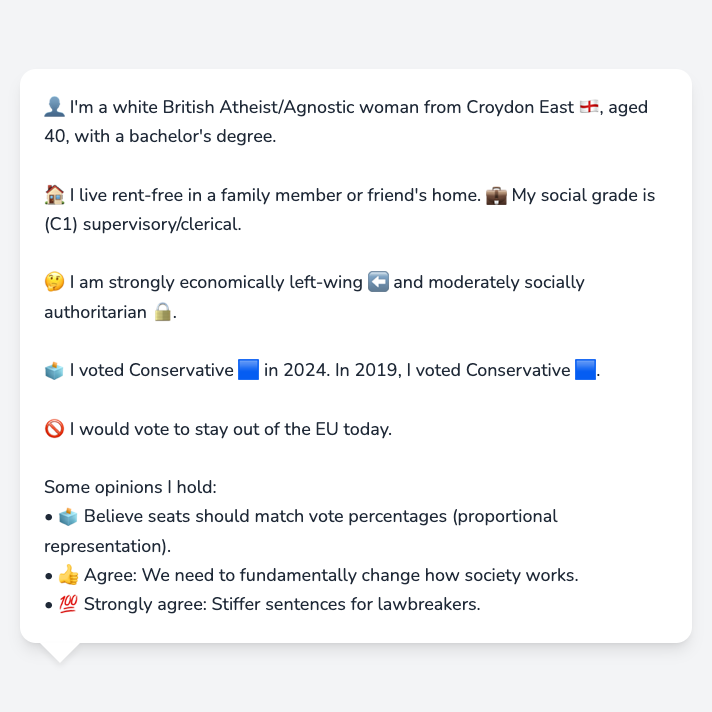 👤 I'm a white British Atheist/Agnostic woman from Croydon East 🏴󠁧󠁢󠁥󠁮󠁧󠁿, aged
40, with a bachelor's degree.
🏠 I live rent-free in a family member or friend's home. 💼 My social grade is
(C1) supervisory/clerical.
🤔 I am strongly economically left-wing ⬅️ and moderately socially
authoritarian 🔒.
🗳️ I voted Conservative 🟦 in 2024. In 2019, I voted Conservative 🟦.
🚫 I would vote to stay out of the EU today.
Some opinions I hold:
• 🗳️ Believe seats should match vote percentages (proportional
representation).
• 👍 Agree: We need to fundamentally change how society works.
• 💯 Strongly agree: Stiffer sentences for lawbreakers.